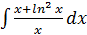 ∫ (x+ln² x)/x dx